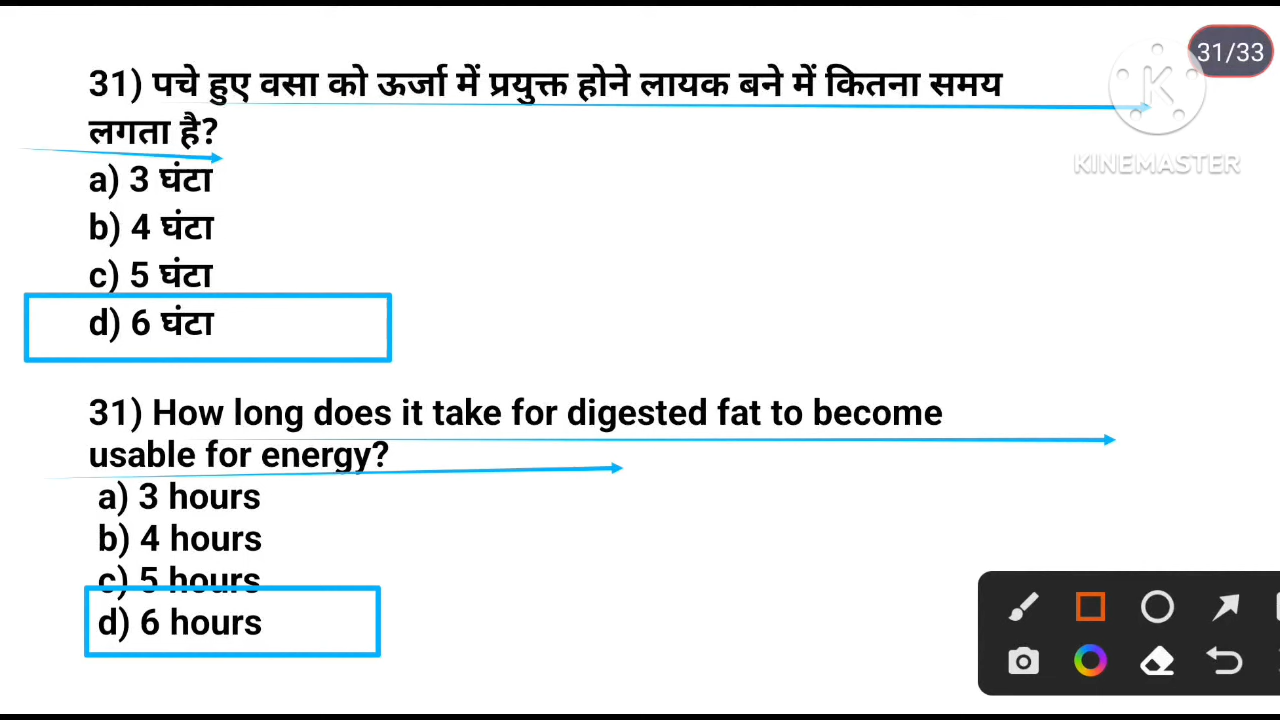 31/33
31) पचे हुए वसा को ऊर्जा में प्रयुक्त होने लायक बने में कितना समय
लगता है?
a) 3 घंटा
b) 4 घंटा
c) 5 घंटा
d) 6 घंटा
K
KINEMASTER
31) How long does it take for digested fat to become
usable for energy?
a) 3 hours
b) 4 hours
c) 5 hours
d) 6 hours